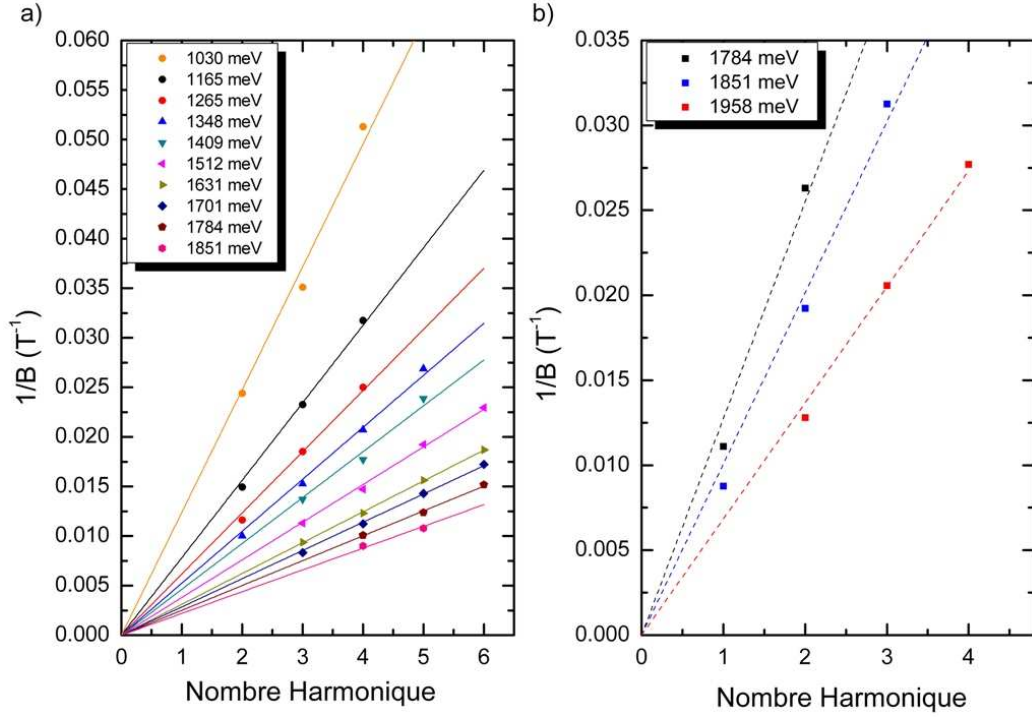 a)
0.060
0.055
0.050
0.045
0.040
0.035
0.030
0.025
0.020
0.015
0.010
0.005
0.000
1/B (T⁻¹)
1030 meV
1165 meV
1265 meV
1348 meV
1409 meV
1512 meV
1631 meV
1701 meV
1784 meV
1851 meV
0 1 2 3 4 5 6
Nombre Harmonique
b)
0.035
0.030
0.025
0.020
0.015
0.010
0.005
0.000
1/B (T⁻¹)
1784 meV
1851 meV
1958 meV
0 1 2 3 4
Nombre Harmonique